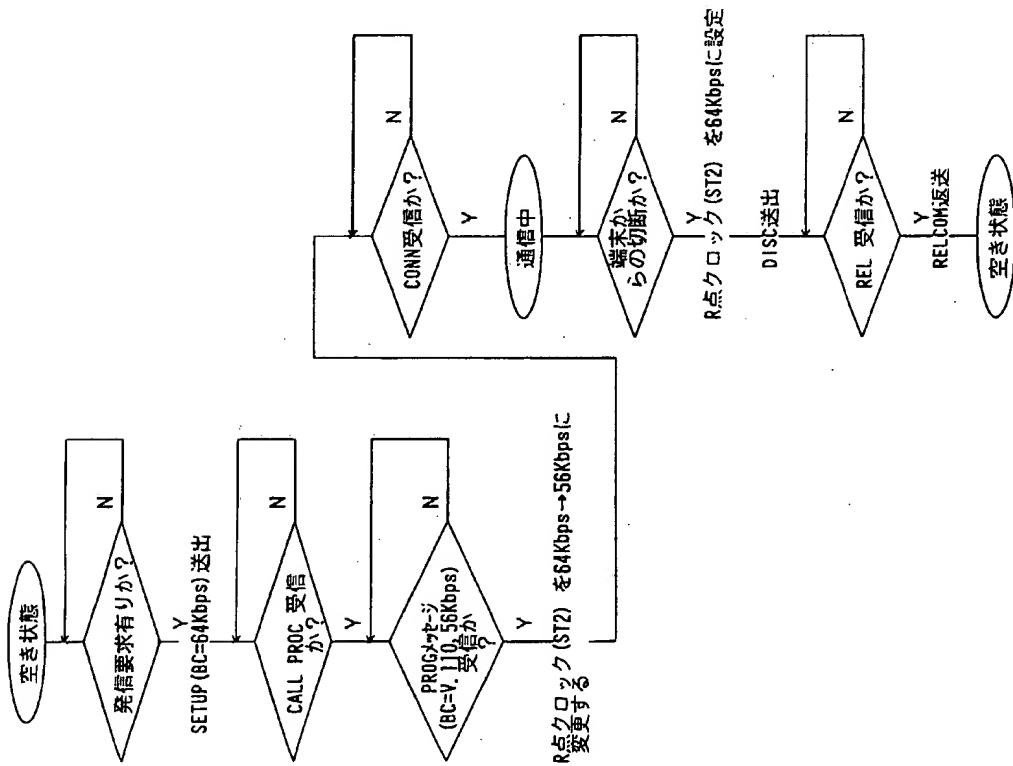 空き状態
発信要求有りか?
N
Y
SETUP(BC=64Kbps)送出
CALL PROC 受信
か?
N
Y
PROGメッセージ
(BC=V.110,56Kbps)
受信か
?
N
Y
R点クロック(ST2) を64Kbps→56Kbpsに
変更する
CONN受信か?
N
Y
通信中
端末か
らの切断か?
N
Y
R点クロック(ST2) を64Kbpsに設定
DISC送出
REL 受信か?
N
Y
RELCOM返送
空き状態